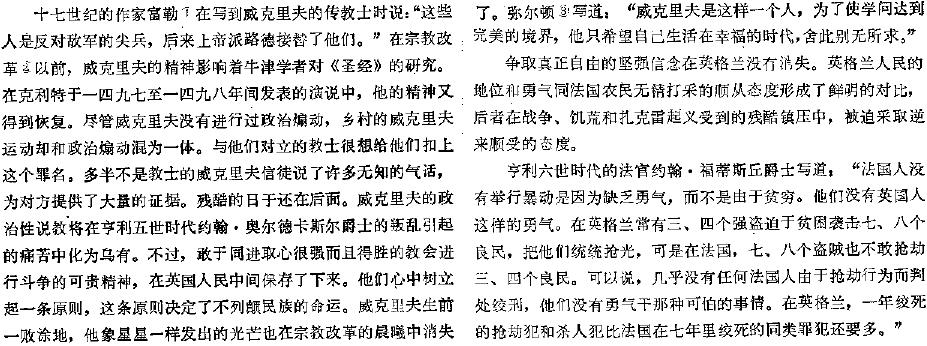 十七世纪的作家富勒①在写到威克里夫的传教士时说：“这些
人是反对敌军的尖兵，后来上帝派路德接替了他们。”在宗教改
革②以前，威克里夫的精神影响着牛津学者对《圣经》的研究。
在克利特于一四九七至一四九八年间发表的演说中，他的精神又
得到恢复。尽管威克里夫没有进行过政治煽动，乡村的威克里夫
运动却和政治煽动混为一体。与他们对立的教士很想给他们扣上
这个罪名。多半不是教士的威克里夫信徒说了许多无知的气话，
为对方提供了大量的证据。残酷的日子还在后面。威克里夫的政
治性说教将在亨利五世时代约翰·奥尔德卡斯尔爵士的叛乱引起
的痛苦中化为乌有。不过，敢于同进取心很强而且得胜的教会进
行斗争的可贵精神，在英国人民中间保存了下来。他们心中树立
起一条原则，这条原则决定了不列颠民族的命运。威克里夫生前
一败涂地，他象星星一样发出的光芒也在宗教改革的晨曦中消失
了。弥尔顿③写道：“威克里夫是这样一个人，为了使学问达到
完美的境界，他只希望自己生活在幸福的时代，舍此别无所求。”
争取真正自由的坚强信念在英格兰没有消失。英格兰人民的
地位和勇气同法国农民无情打采的顺从态度形成了鲜明的对比，
后者在战争、饥荒和扎克雷起义受到的残酷镇压中，被迫采取逆
来顺受的态度。
亨利六世时代的法官约翰·福蒂斯丘爵士写道，“法国人没
有举行暴动是因为缺乏勇气，而不是由于贫穷。他们没有英国人
这样的勇气。在英格兰常有三、四个强盗迫于贫困袭击七、八个
良民，把他们统统抢光，可是在法国，七、八个盗贼也不敢抢劫
三、四个良民。可以说，几乎没有任何法国人由于抢劫行为而判
处绞刑，他们没有勇气干那种可怕的事情。在英格兰，一年绞死
的抢劫犯和杀人犯比法国在七年里绞死的同类罪犯还要多。”